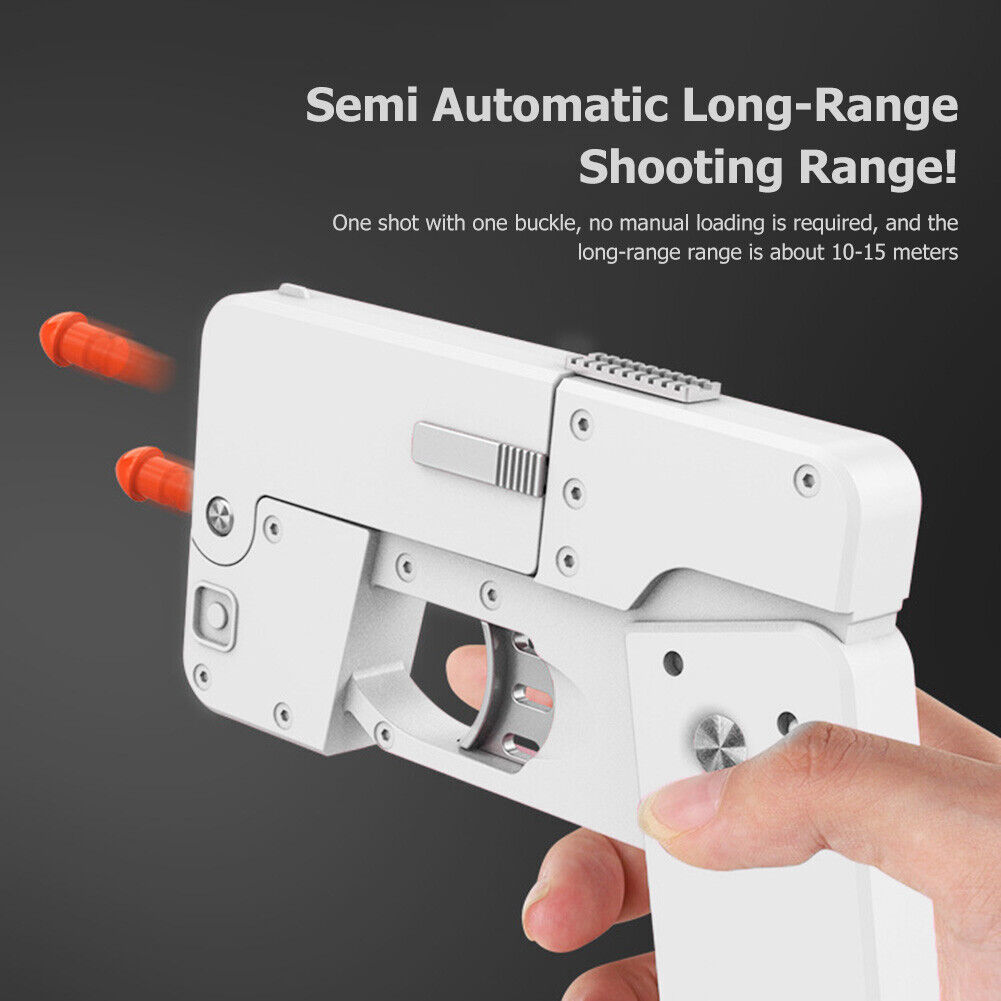 Semi Automatic Long-Range
Shooting Range!
One shot with one buckle, no manual loading is required, and the
long-range range is about 10-15 meters